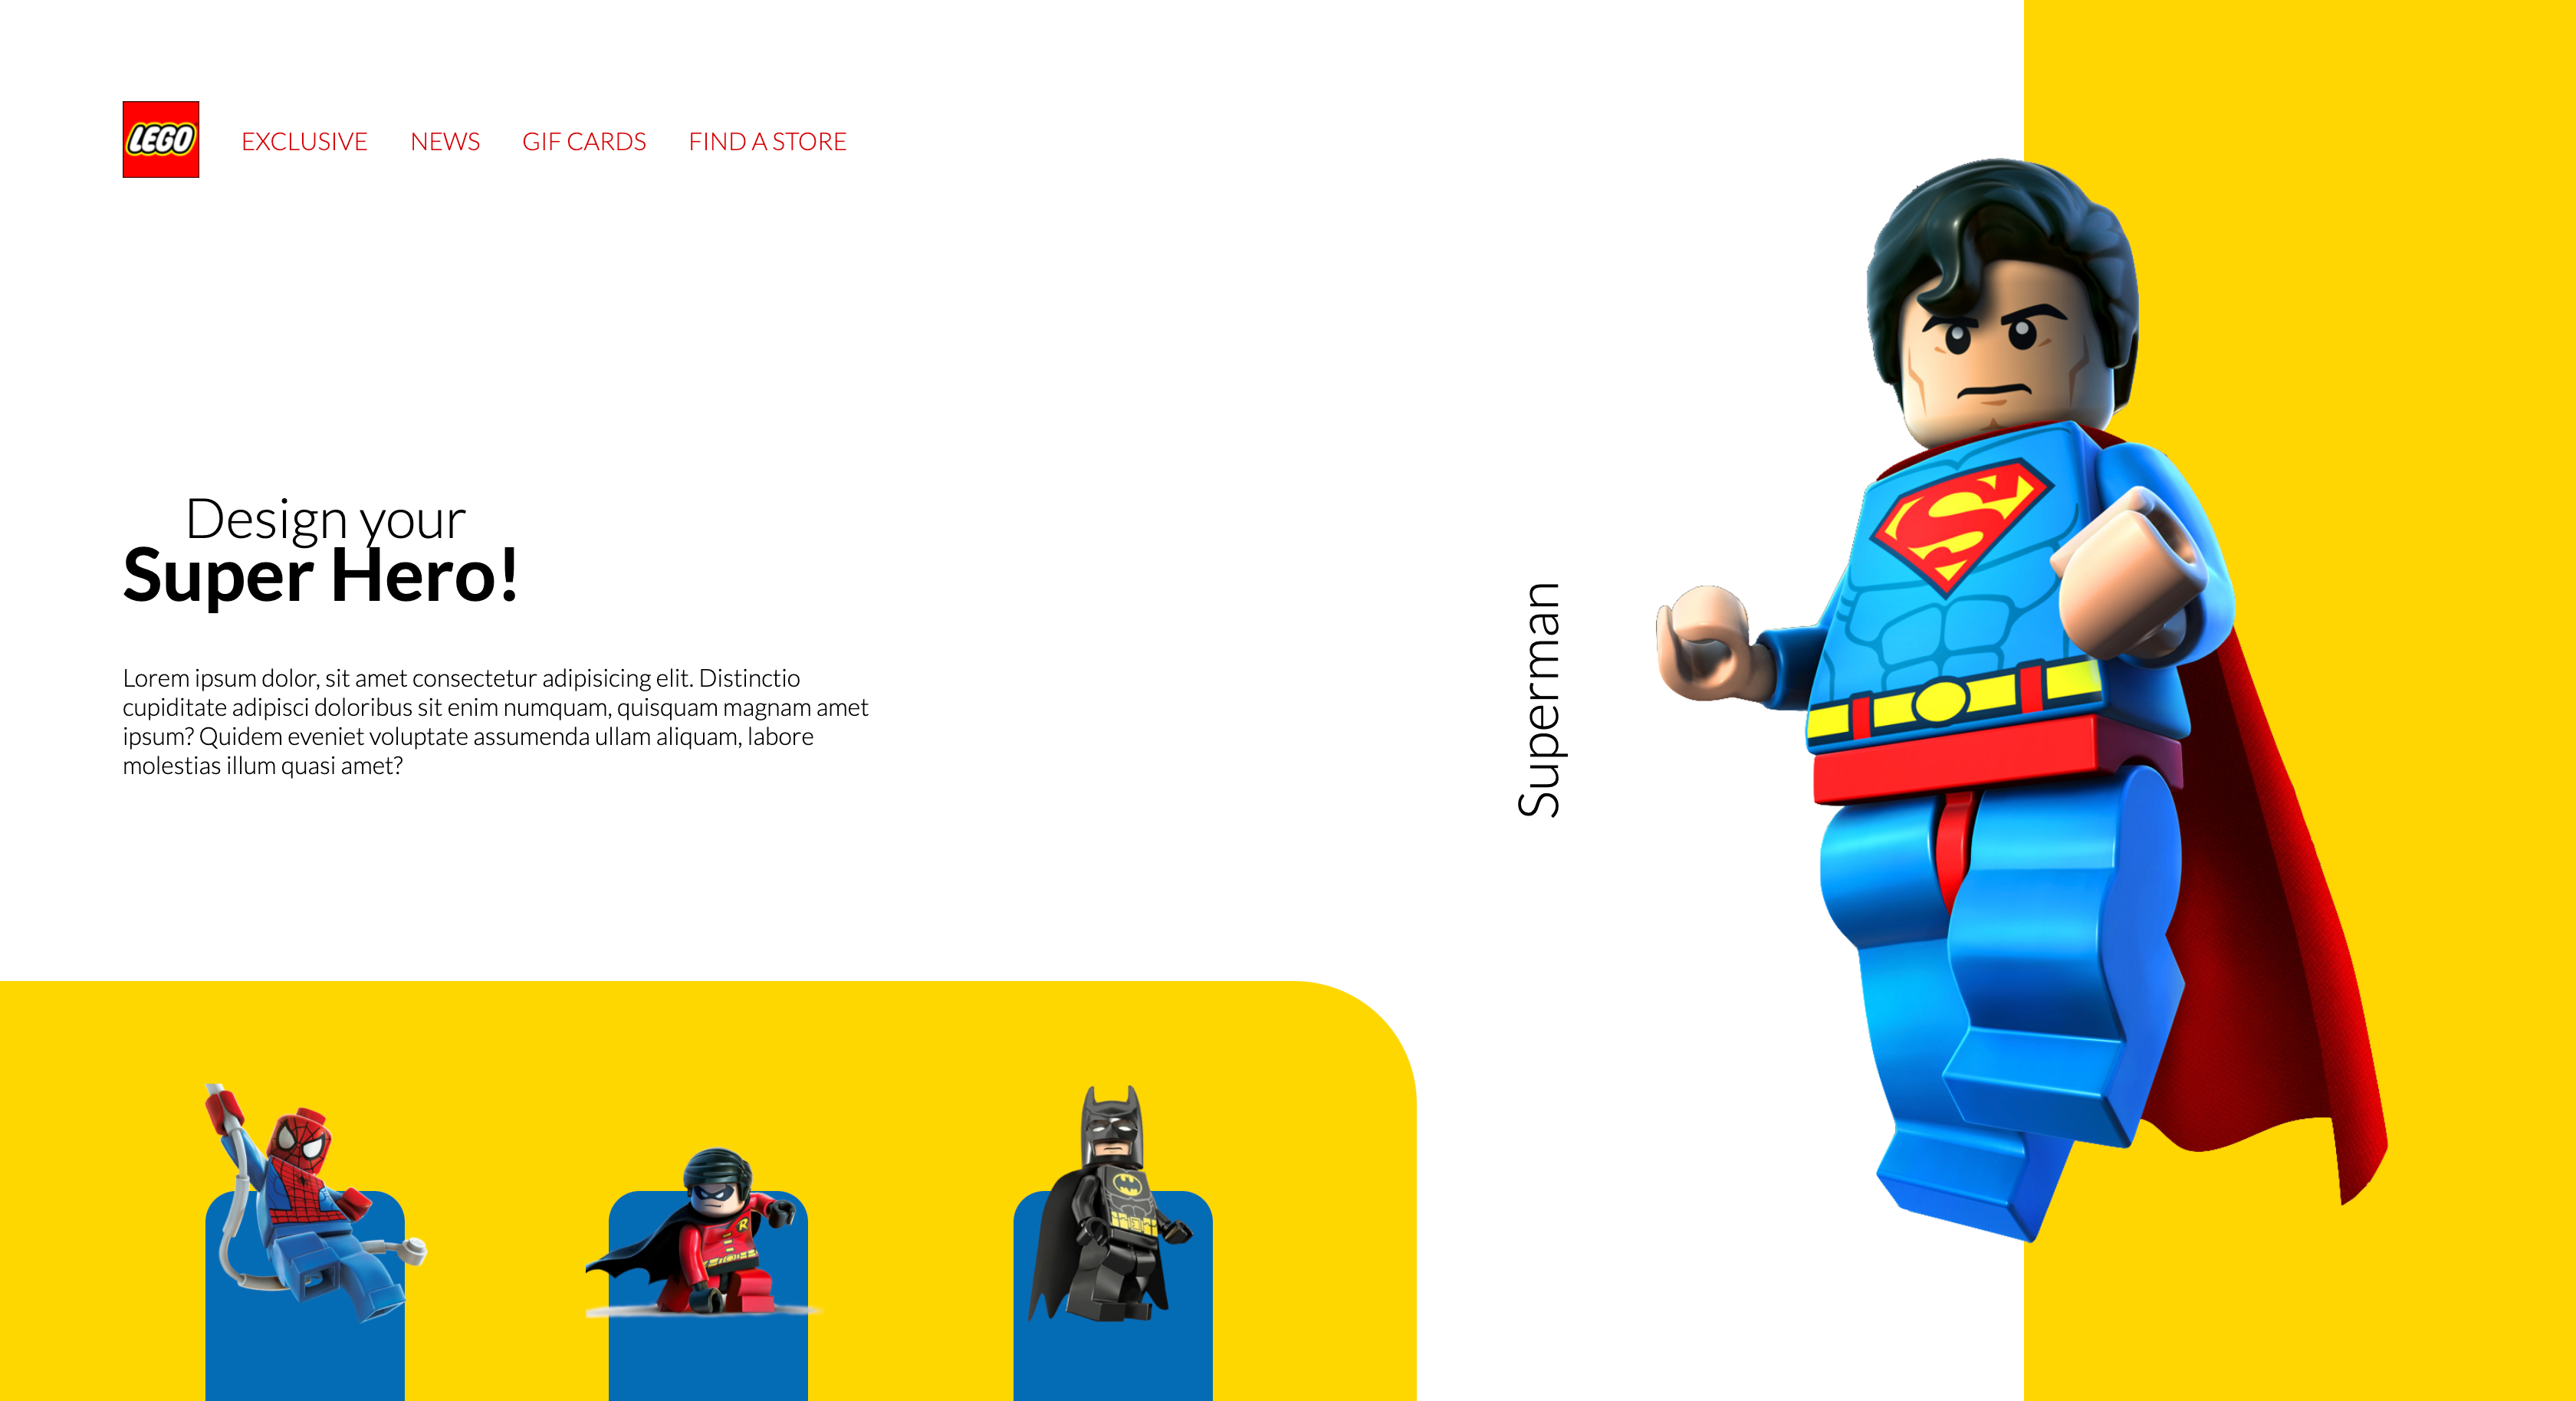 LEGO
EXCLUSIVE NEWS GIF CARDS FIND A STORE
Design your
Super Hero!
Lorem ipsum dolor, sit amet consectetur adipisicing elit. Distinctio
cupiditate adipisci doloribus sit enim numquam, quisquam magnam amet
ipsum? Quidem eveniet voluptate assumenda ullam aliquam, labore
molestias illum quasi amet?
Superman
S
R